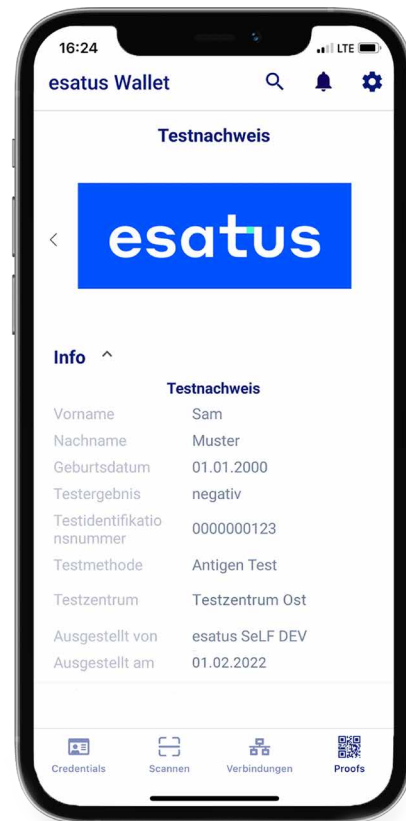 16:24
LTE
esatus Wallet
Testnachweis
esatus
Info
Testnachweis
Vorname Sam
Nachname Muster
Geburtsdatum 01.01.2000
Testergebnis negativ
Testidentifikatio
nsnummer 0000000123
Testmethode Antigen Test
Testzentrum Testzentrum Ost
Ausgestellt von esatus SeLF DEV
Ausgestellt am 01.02.2022
Credentials Scannen Verbindungen Proofs